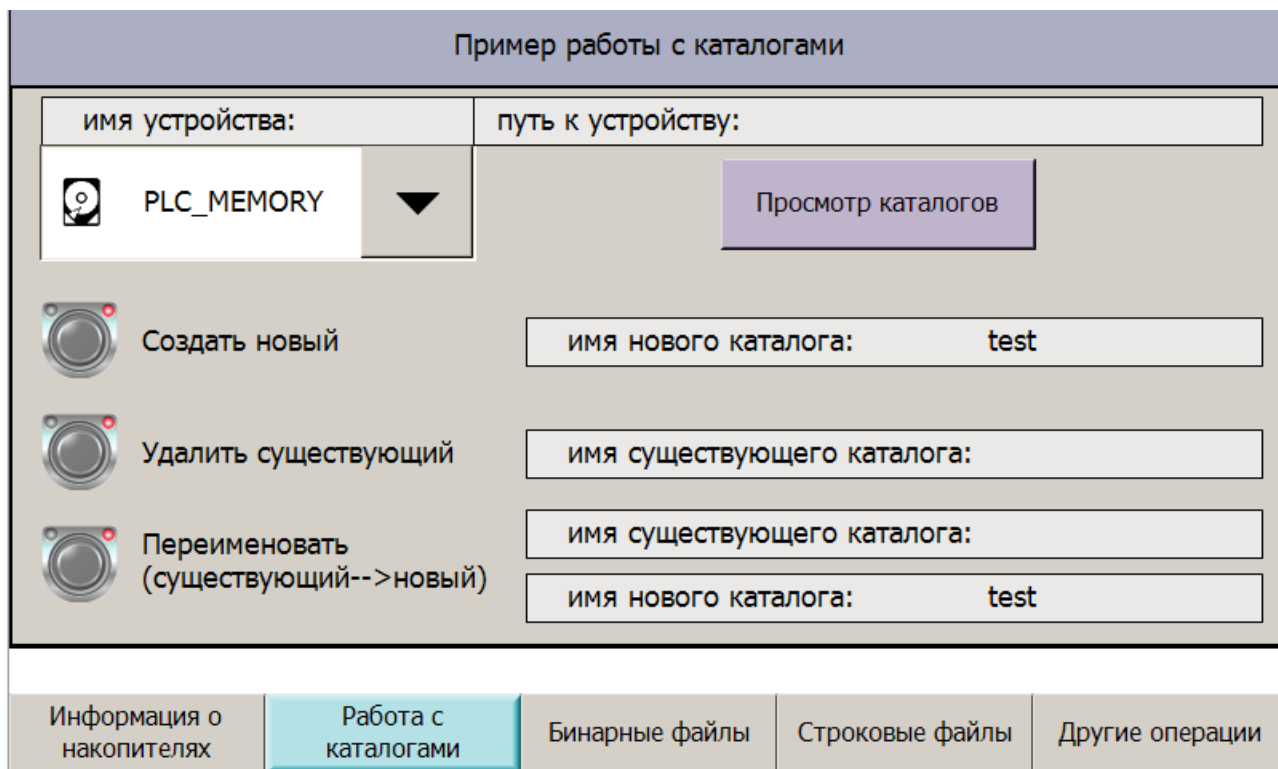 Пример работы с каталогами
имя устройства:
путь к устройству:
PLC_MEMORY
Просмотр каталогов
Создать новый
имя нового каталога: test
Удалить существующий
имя существующего каталога:
Переименовать
(существующий-->новый)
имя существующего каталога:
имя нового каталога: test
Информация о
накопителях
Работа с
каталогами
Бинарные файлы
Строковые файлы
Другие операции